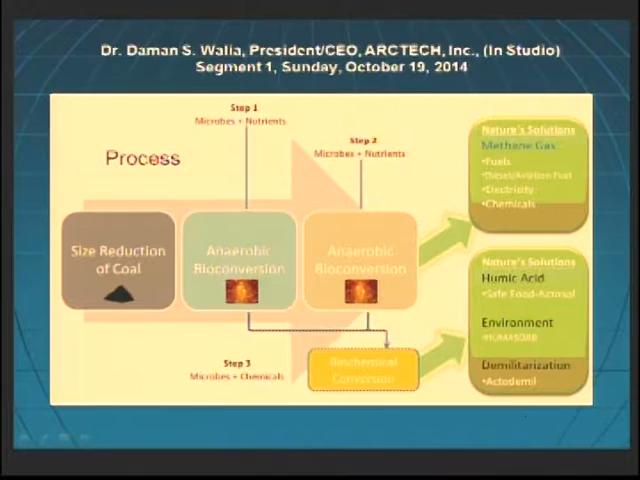 Dr. Daman S. Walia, President/CEO, ARCTECH, Inc., (In Studio)
Segment 1, Sunday, October 19, 2014
Step 1
Microbes + Nutrients
Step 2
Microbes + Nutrients
Process
Size Reduction
of Coal
Anaerobic
Bioconversion
Anaerobic
Bioconversion
Step 3
Microbes + Chemicals
Biochemical
Conversion
Nature's Solutions
Methane Gas
•Fuels
•Diesel/Aviation Fuel
•Electricity
•Chemicals
Nature's Solutions
Humic Acid
•Safe Food-Actosol
Environment
•HUMASORB
Demilitarization
•Actodemil